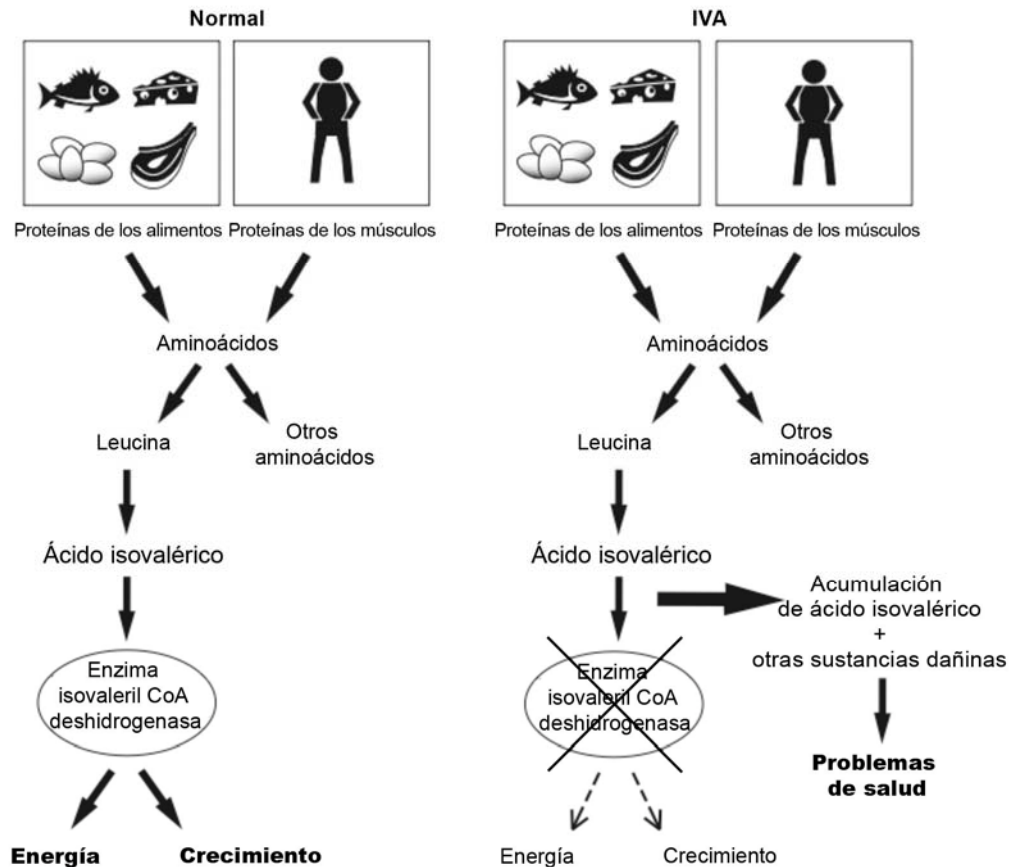 Normal
Proteínas de los alimentos
Proteínas de los músculos
Aminoácidos
Leucina
Otros
aminoácidos
Ácido isovalérico
Enzima
isovaleril CoA
deshidrogenasa
Energía
Crecimiento
IVA
Proteínas de los alimentos
Proteínas de los músculos
Aminoácidos
Leucina
Otros
aminoácidos
Ácido isovalérico
Acumulación
de ácido isovalérico
+
otras sustancias dañinas
Enzima
isovaleril CoA
deshidrogenasa
Problemas
de salud
Energía
Crecimiento